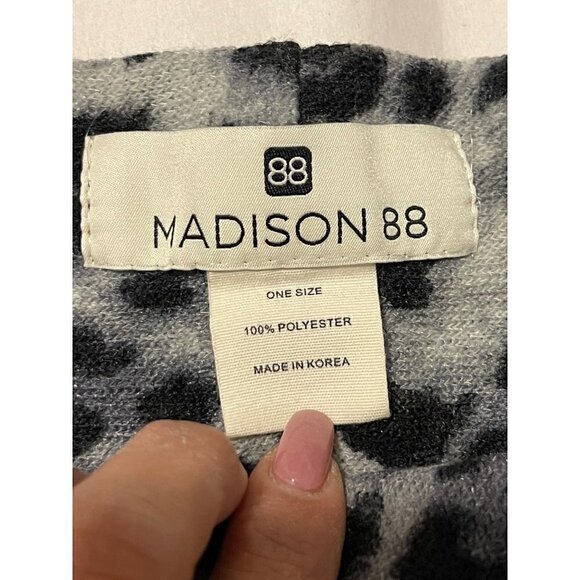 88
MADISON 88
ONE SIZE
100% POLYESTER
MADE IN KOREA